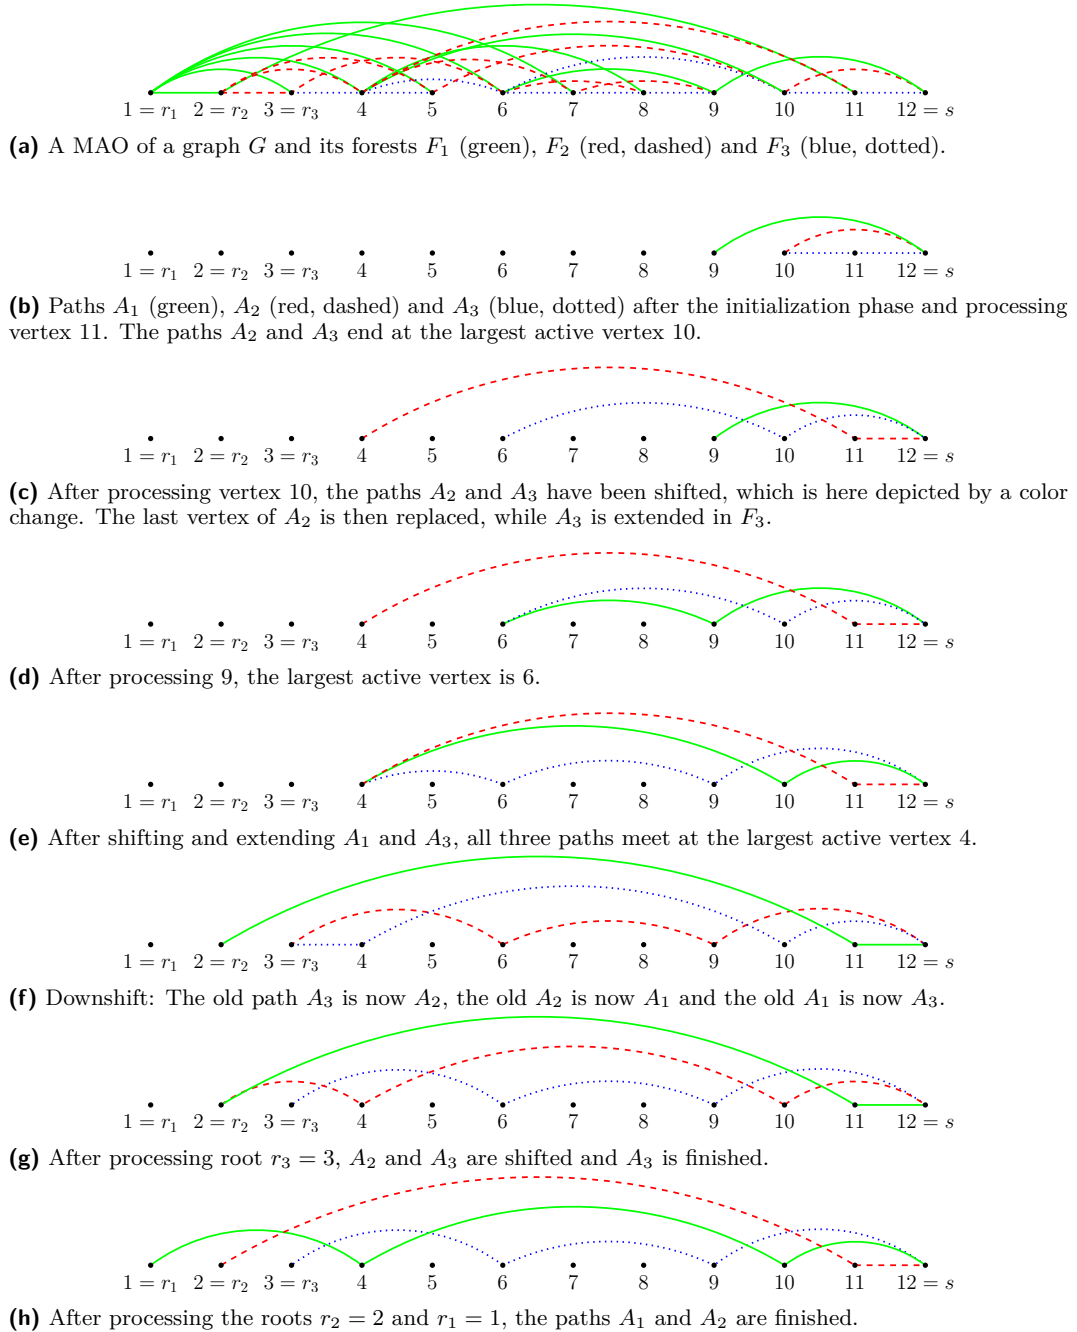 1 = r₁ 2 = r₂ 3 = r₃ 4 5 6 7 8 9 10 11 12 = s
(a) A MAO of a graph G and its forests F₁ (green), F₂ (red, dashed) and F₃ (blue, dotted).
1 = r₁ 2 = r₂ 3 = r₃ 4 5 6 7 8 9 10 11 12 = s
(b) Paths A₁ (green), A₂ (red, dashed) and A₃ (blue, dotted) after the initialization phase and processing
vertex 11. The paths A₂ and A₃ end at the largest active vertex 10.
1 = r₁ 2 = r₂ 3 = r₃ 4 5 6 7 8 9 10 11 12 = s
(c) After processing vertex 10, the paths A₂ and A₃ have been shifted, which is here depicted by a color
change. The last vertex of A₂ is then replaced, while A₃ is extended in F₃.
1 = r₁ 2 = r₂ 3 = r₃ 4 5 6 7 8 9 10 11 12 = s
(d) After processing 9, the largest active vertex is 6.
1 = r₁ 2 = r₂ 3 = r₃ 4 5 6 7 8 9 10 11 12 = s
(e) After shifting and extending A₁ and A₃, all three paths meet at the largest active vertex 4.
1 = r₁ 2 = r₂ 3 = r₃ 4 5 6 7 8 9 10 11 12 = s
(f) Downshift: The old path A₃ is now A₂, the old A₂ is now A₁ and the old A₁ is now A₃.
1 = r₁ 2 = r₂ 3 = r₃ 4 5 6 7 8 9 10 11 12 = s
(g) After processing root r₃ = 3, A₂ and A₃ are shifted and A₃ is finished.
1 = r₁ 2 = r₂ 3 = r₃ 4 5 6 7 8 9 10 11 12 = s
(h) After processing the roots r₂ = 2 and r₁ = 1, the paths A₁ and A₂ are finished.